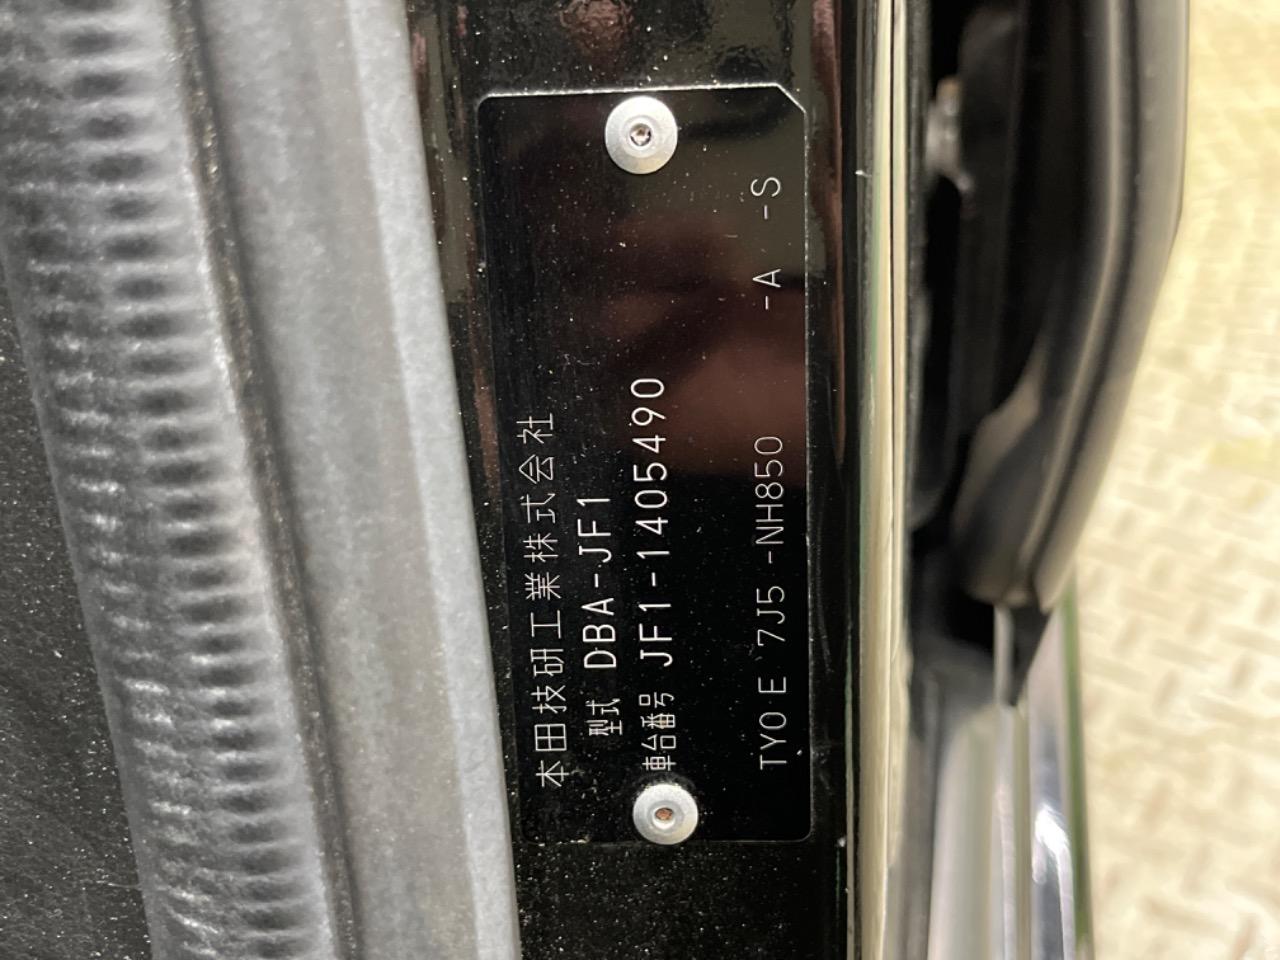 本田技研工業株式会社
型式 DBA-JF1
車台番号 JF1-1405490
TY0 E 7J5 -NH850 -A -S